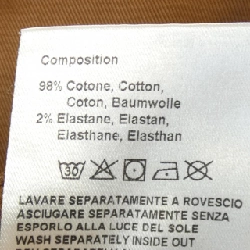 Composition
98% Cotone, Cotton,
Coton, Baumwolle
2% Elastane, Elastan,
Elasthane, Elasthan
30
LAVARE SEPARATAMENTE A ROVESCIO
ASCIUGARE SEPARATAMENTE SENZA
ESPORLO ALLA LUCE DEL SOLE
WASH SEPARATELY INSIDE OUT